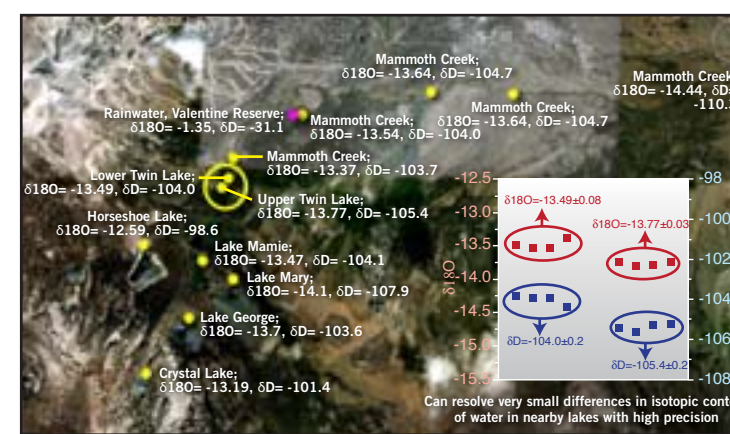 Mammoth Creek;
δ18O= -13.64, δD= -104.7
Mammoth Creek
δ18O= -14.44, δD=
-110.
Rainwater, Valentine Reserve;
δ18O= -1.35, δD= -31.1
Mammoth Creek;
δ18O= -13.54, δD= -104.0
Mammoth Creek;
δ18O= -13.64, δD= -104.7
Mammoth Creek;
δ18O= -13.37, δD= -103.7
Lower Twin Lake;
δ18O= -13.49, δD= -104.0
Upper Twin Lake;
δ18O= -13.77, δD= -105.4
Horseshoe Lake;
δ18O= -12.59, δD= -98.6
Lake Mamie;
δ18O= -13.47, δD= -104.1
Lake Mary;
δ18O= -14.1, δD= -107.9
Lake George;
δ18O= -13.7, δD= -103.6
Crystal Lake;
δ18O= -13.19, δD= -101.4
δ18O
-12.5
-13.0
-13.5
-14.0
-14.5
-15.0
-15.5
δ18O=-13.49±0.08
δ18O=-13.77±0.03
δD=-104.0±0.2
δD=-105.4±0.2
-98
-100
-102
-104
-106
-108
Can resolve very small differences in isotopic cont
of water in nearby lakes with high precision